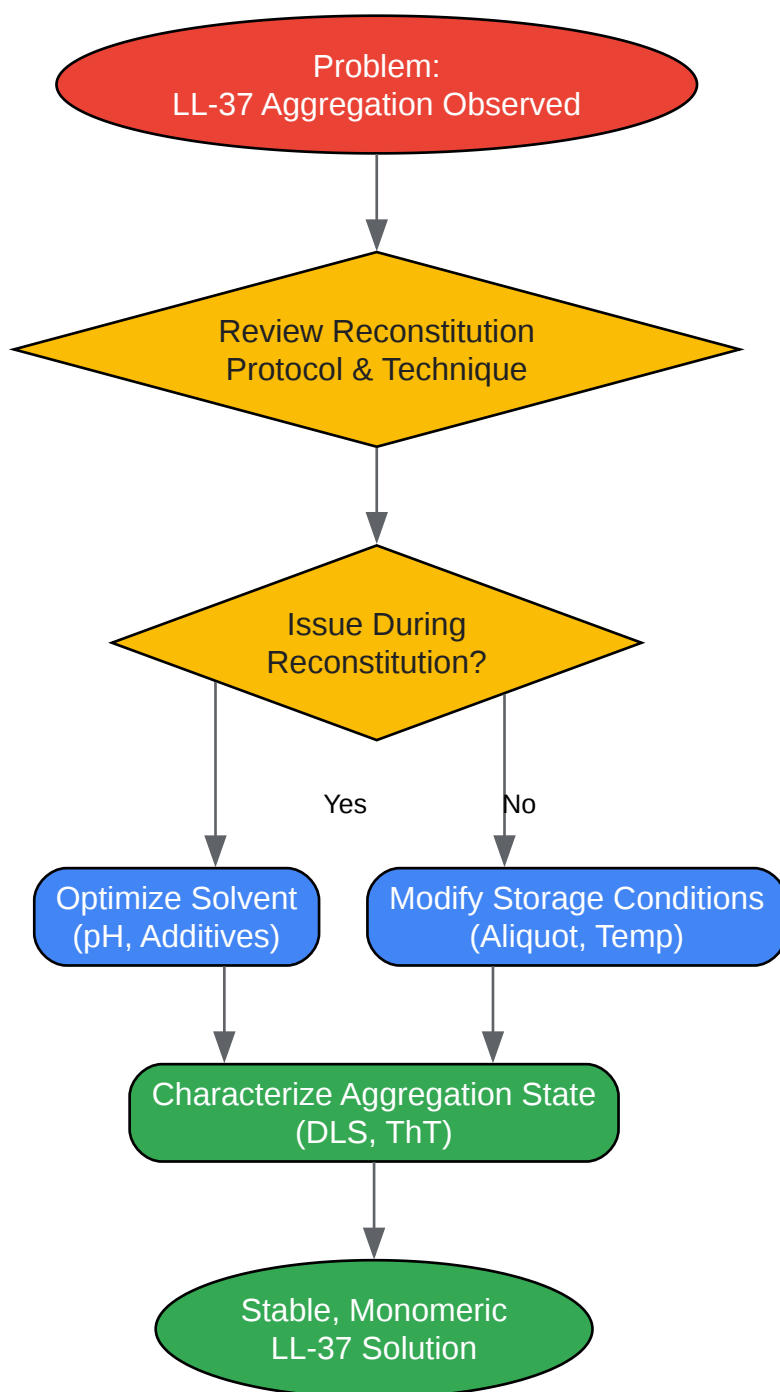 Problem:
LL-37 Aggregation Observed
Review Reconstitution
Protocol & Technique
Issue During
Reconstitution?
Yes
No
Optimize Solvent
(pH, Additives)
Modify Storage Conditions
(Aliquot, Temp)
Characterize Aggregation State
(DLS, ThT)
Stable, Monomeric
LL-37 Solution